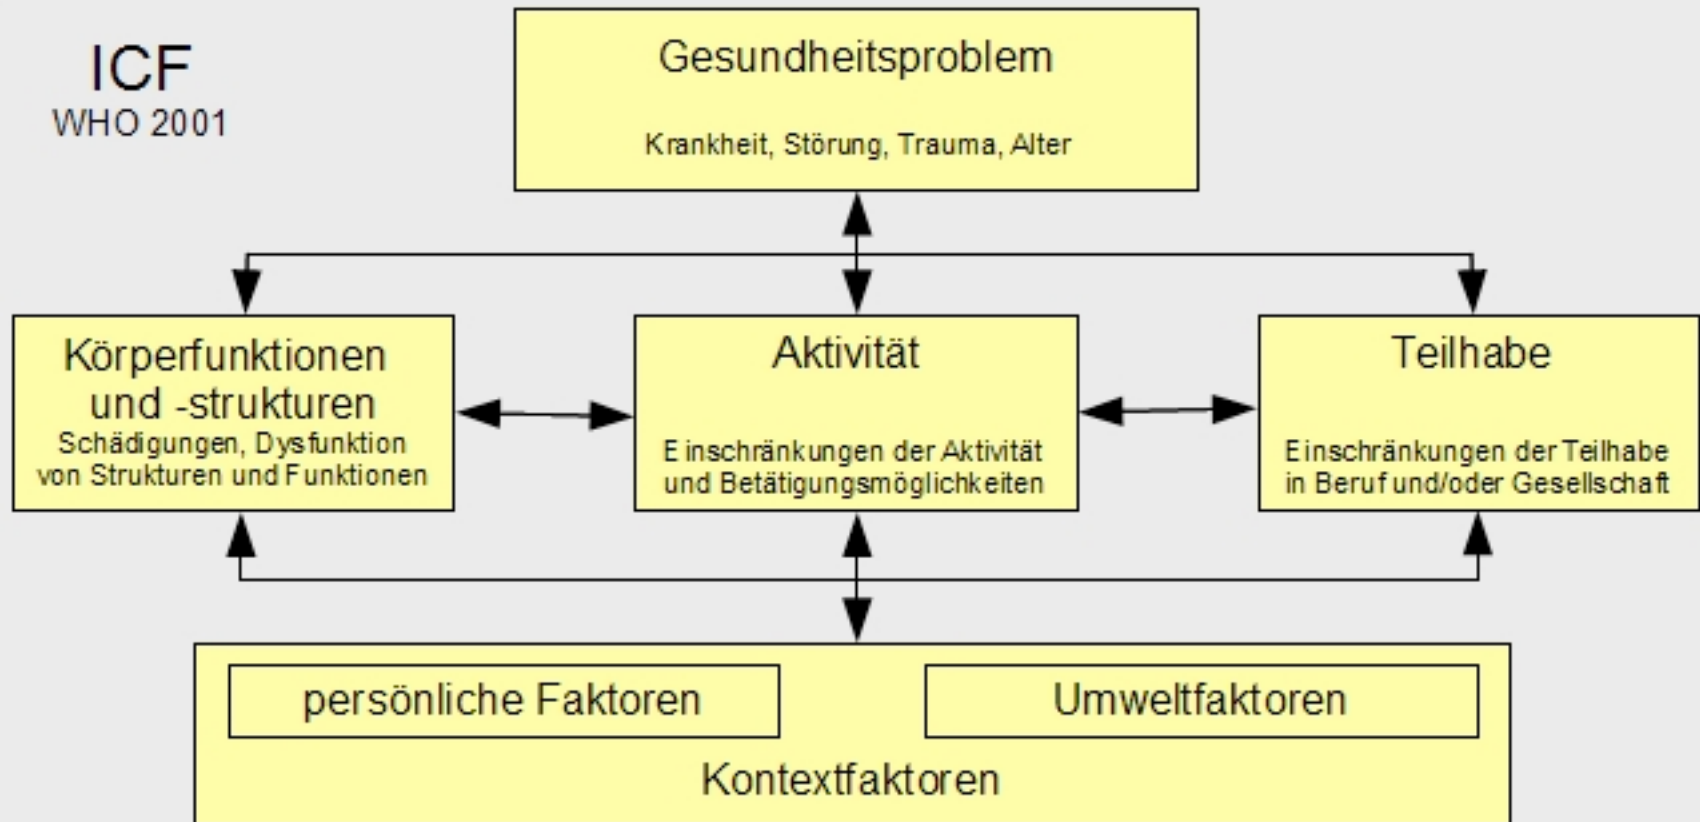 ICF
WHO 2001
Gesundheitsproblem
Krankheit, Störung, Trauma, Alter
Körperfunktionen
und -strukturen
Schädigungen, Dysfunktion
von Strukturen und Funktionen
Aktivität
Einschränkungen der Aktivität
und Betätigungsmöglichkeiten
Teilhabe
Einschränkungen der Teilhabe
in Beruf und/oder Gesellschaft
persönliche Faktoren
Umweltfaktoren
Kontextfaktoren